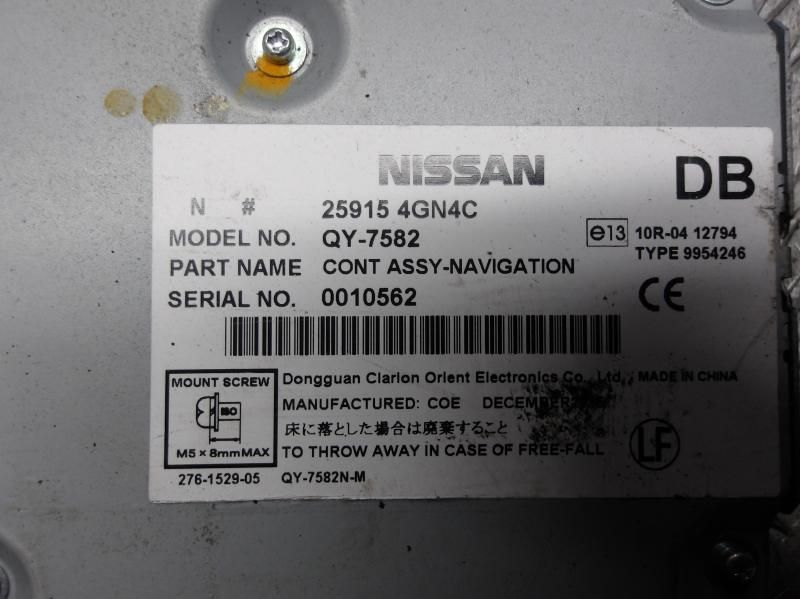 NISSAN
DB
N # 25915 4GN4C
MODEL NO. QY-7582
e13 10R-04 12794
TYPE 9954246
PART NAME CONT ASSY-NAVIGATION
SERIAL NO. 0010562
CE
MOUNT SCREW
ISO
M5 × 8mmMAX
Dongguan Clarion Orient Electronics Co., Ltd. MADE IN CHINA
MANUFACTURED: COE DECEMBER
床に落とした場合は廃棄すること
TO THROW AWAY IN CASE OF FREE-FALL
LF
276-1529-05 QY-7582N-M